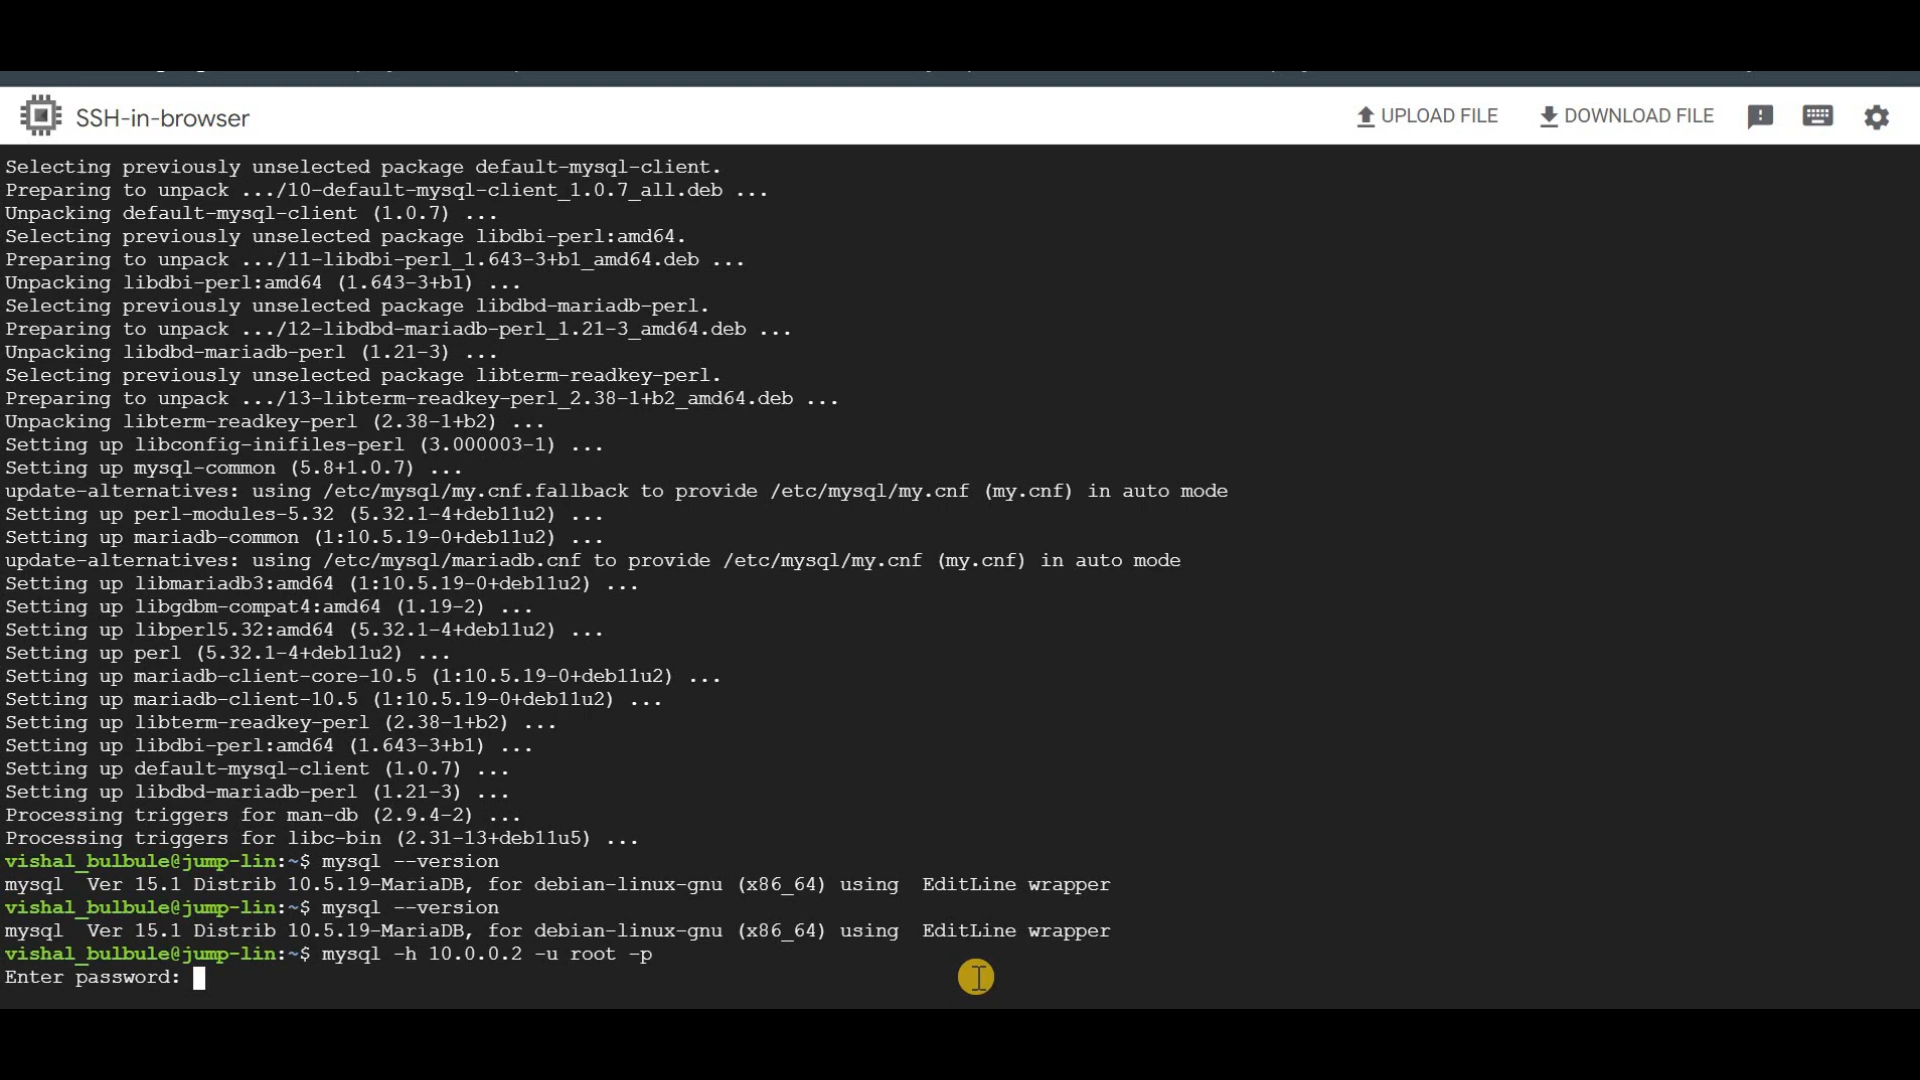 SSH-in-browser
UPLOAD FILE
DOWNLOAD FILE
Selecting previously unselected package default-mysql-client.
Preparing to unpack .../10-default-mysql-client_1.0.7_all.deb ...
Unpacking default-mysql-client (1.0.7) ...
Selecting previously unselected package libdbi-perl:amd64.
Preparing to unpack .../11-libdbi-perl_1.643-3+b1_amd64.deb ...
Unpacking libdbi-perl:amd64 (1.643-3+b1) ...
Selecting previously unselected package libdbd-mariadb-perl.
Preparing to unpack .../12-libdbd-mariadb-perl_1.21-3_amd64.deb ...
Unpacking libdbd-mariadb-perl (1.21-3) ...
Selecting previously unselected package libterm-readkey-perl.
Preparing to unpack .../13-libterm-readkey-perl_2.38-1+b2_amd64.deb ...
Unpacking libterm-readkey-perl (2.38-1+b2) ...
Setting up libconfig-inifiles-perl (3.000003-1) ...
Setting up mysql-common (5.8+1.0.7) ...
update-alternatives: using /etc/mysql/my.cnf.fallback to provide /etc/mysql/my.cnf (my.cnf) in auto mode
Setting up perl-modules-5.32 (5.32.1-4+deb11u2) ...
Setting up mariadb-common (1:10.5.19-0+deb11u2) ...
update-alternatives: using /etc/mysql/mariadb.cnf to provide /etc/mysql/my.cnf (my.cnf) in auto mode
Setting up libmariadb3:amd64 (1:10.5.19-0+deb11u2) ...
Setting up libgdbm-compat4:amd64 (1.19-2) ...
Setting up libperl5.32:amd64 (5.32.1-4+deb11u2) ...
Setting up perl (5.32.1-4+deb11u2) ...
Setting up mariadb-client-core-10.5 (1:10.5.19-0+deb11u2) ...
Setting up mariadb-client-10.5 (1:10.5.19-0+deb11u2) ...
Setting up libterm-readkey-perl (2.38-1+b2) ...
Setting up libdbi-perl:amd64 (1.643-3+b1) ...
Setting up default-mysql-client (1.0.7) ...
Setting up libdbd-mariadb-perl (1.21-3) ...
Processing triggers for man-db (2.9.4-2) ...
Processing triggers for libc-bin (2.31-13+deb11u5) ...
vishal_bulbule@jump-lin:~$ mysql --version
mysql  Ver 15.1 Distrib 10.5.19-MariaDB, for debian-linux-gnu (x86_64) using  EditLine wrapper
vishal_bulbule@jump-lin:~$ mysql --version
mysql  Ver 15.1 Distrib 10.5.19-MariaDB, for debian-linux-gnu (x86_64) using  EditLine wrapper
vishal_bulbule@jump-lin:~$ mysql -h 10.0.0.2 -u root -p
Enter password: